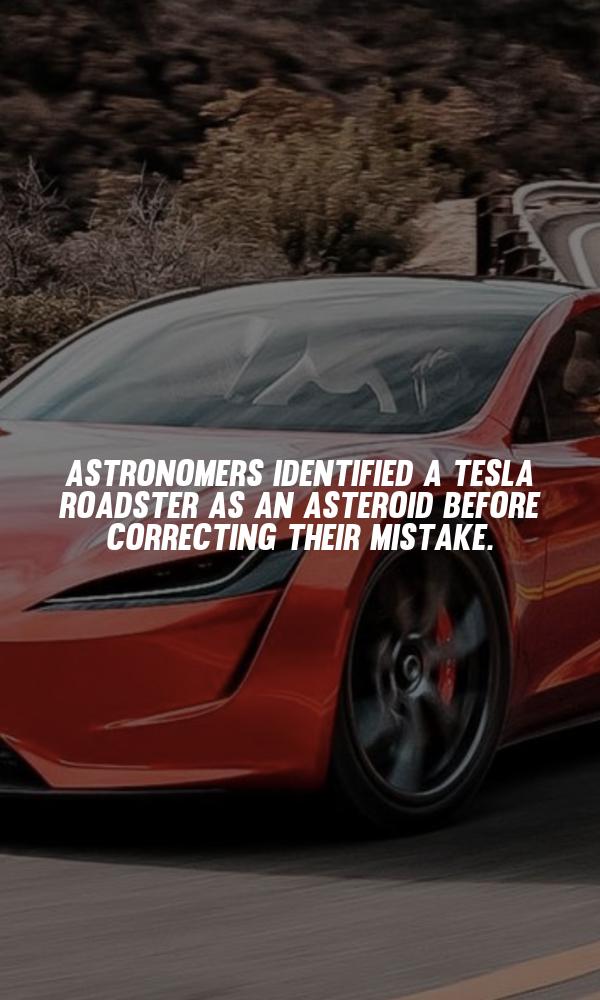 ASTRONOMERS IDENTIFIED A TESLA
ROADSTER AS AN ASTEROID BEFORE
CORRECTING THEIR MISTAKE.